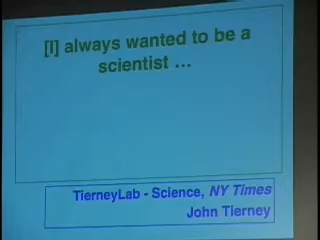 [I] always wanted to be a
scientist ...
TierneyLab - Science, NY Times
John Tierney